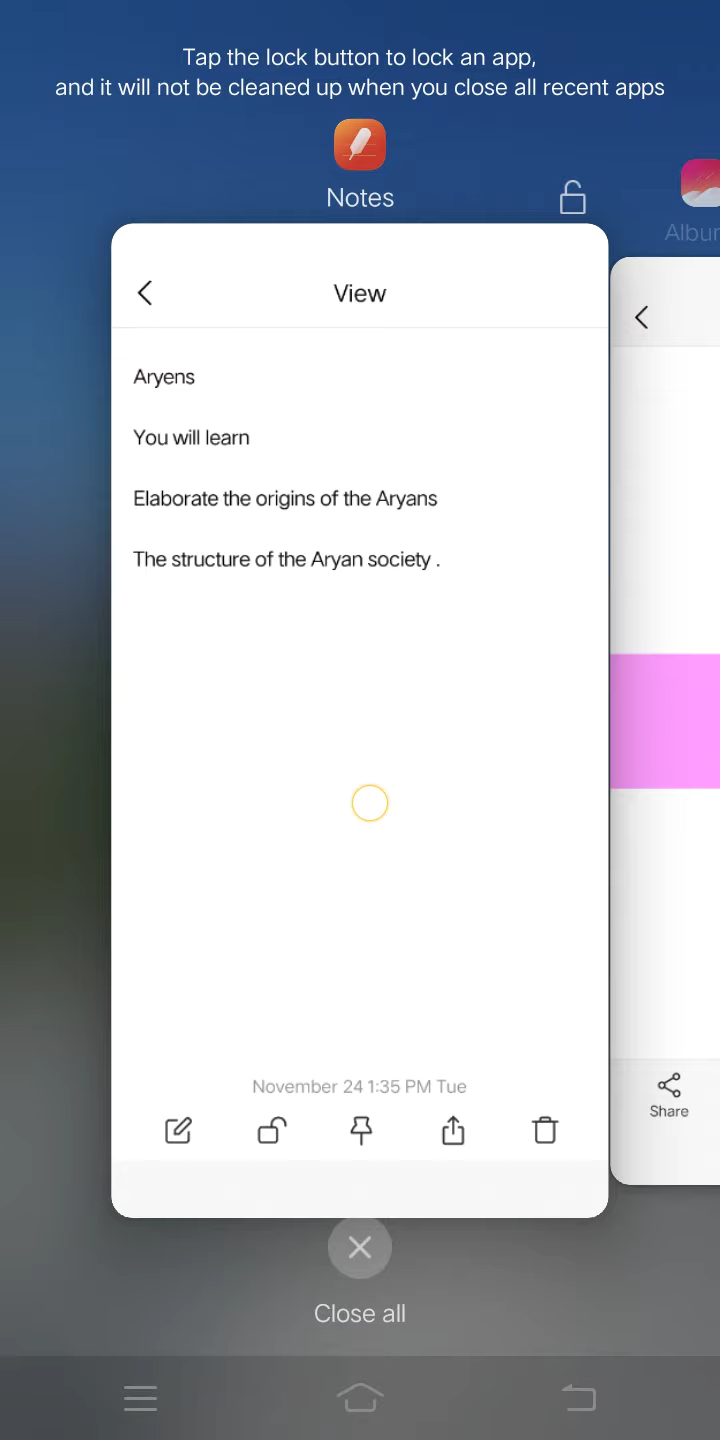 Tap the lock button to lock an app,
and it will not be cleaned up when you close all recent apps
Notes
View
Aryens
You will learn
Elaborate the origins of the Aryans
The structure of the Aryan society .
November 24 1:35 PM Tue
Share
Close all